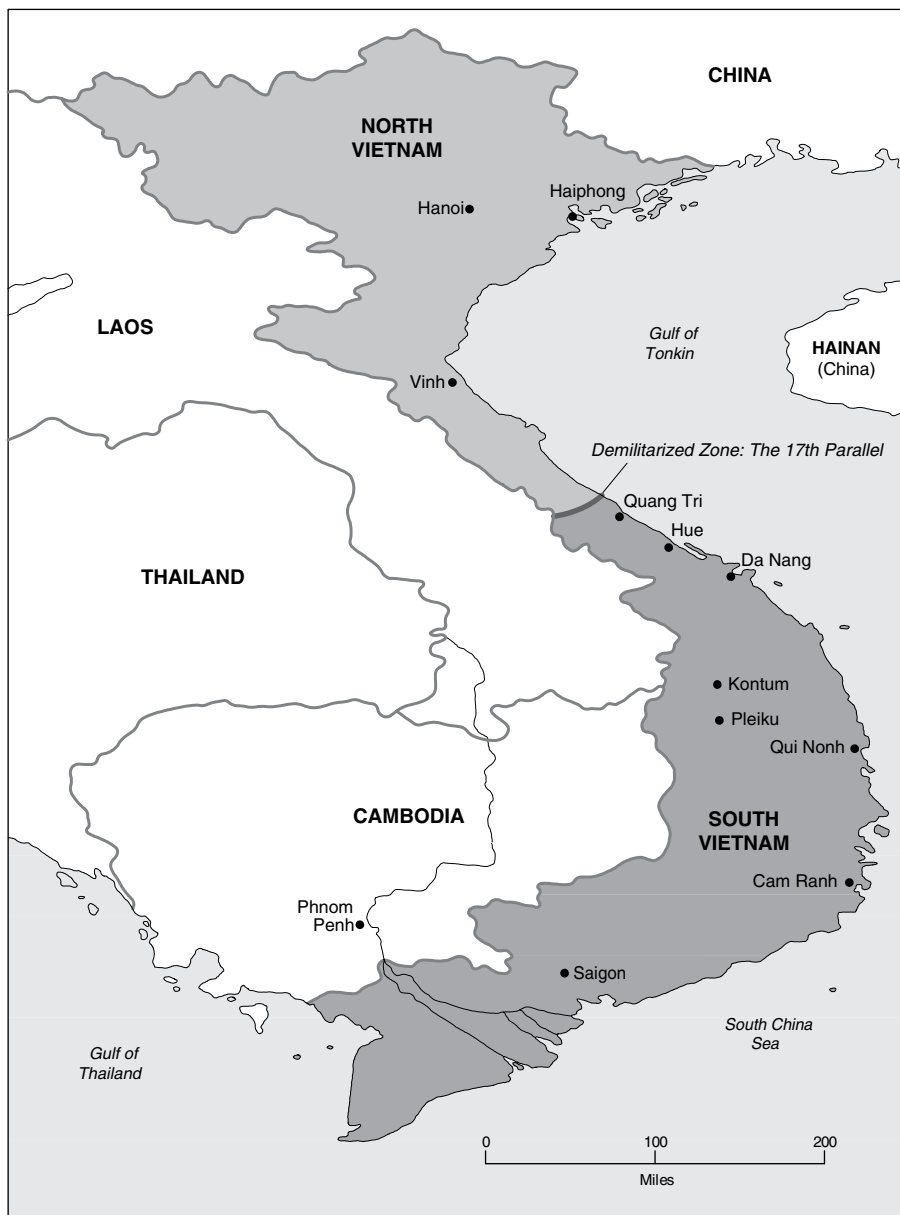 CHINA
NORTH
VIETNAM
Haiphong
Hanoi
LAOS
Gulf of
Tonkin
HAINAN
(China)
Vinh
Demilitarized Zone: The 17th Parallel
Quang Tri
Hue
Da Nang
THAILAND
Kontum
Pleiku
Qui Nonh
CAMBODIA
SOUTH
VIETNAM
Cam Ranh
Phnom
Penh
Saigon
South China
Sea
Gulf of
Thailand
0 100 200
Miles